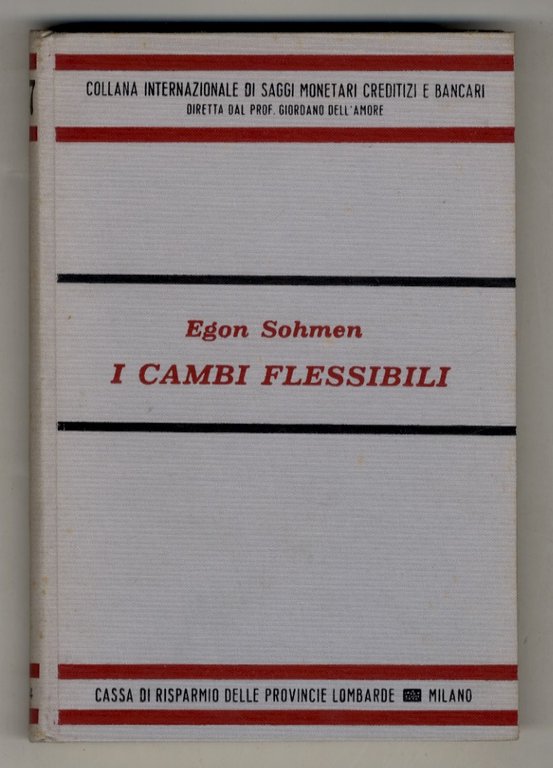 COLLANA INTERNAZIONALE DI SAGGI MONETARI CREDITIZI E BANCARI
DIRETTA DAL PROF. GIORDANO DELL'AMORE
7
Egon Sohmen
I CAMBI FLESSIBILI
CASSA DI RISPARMIO DELLE PROVINCIE LOMBARDE MILANO